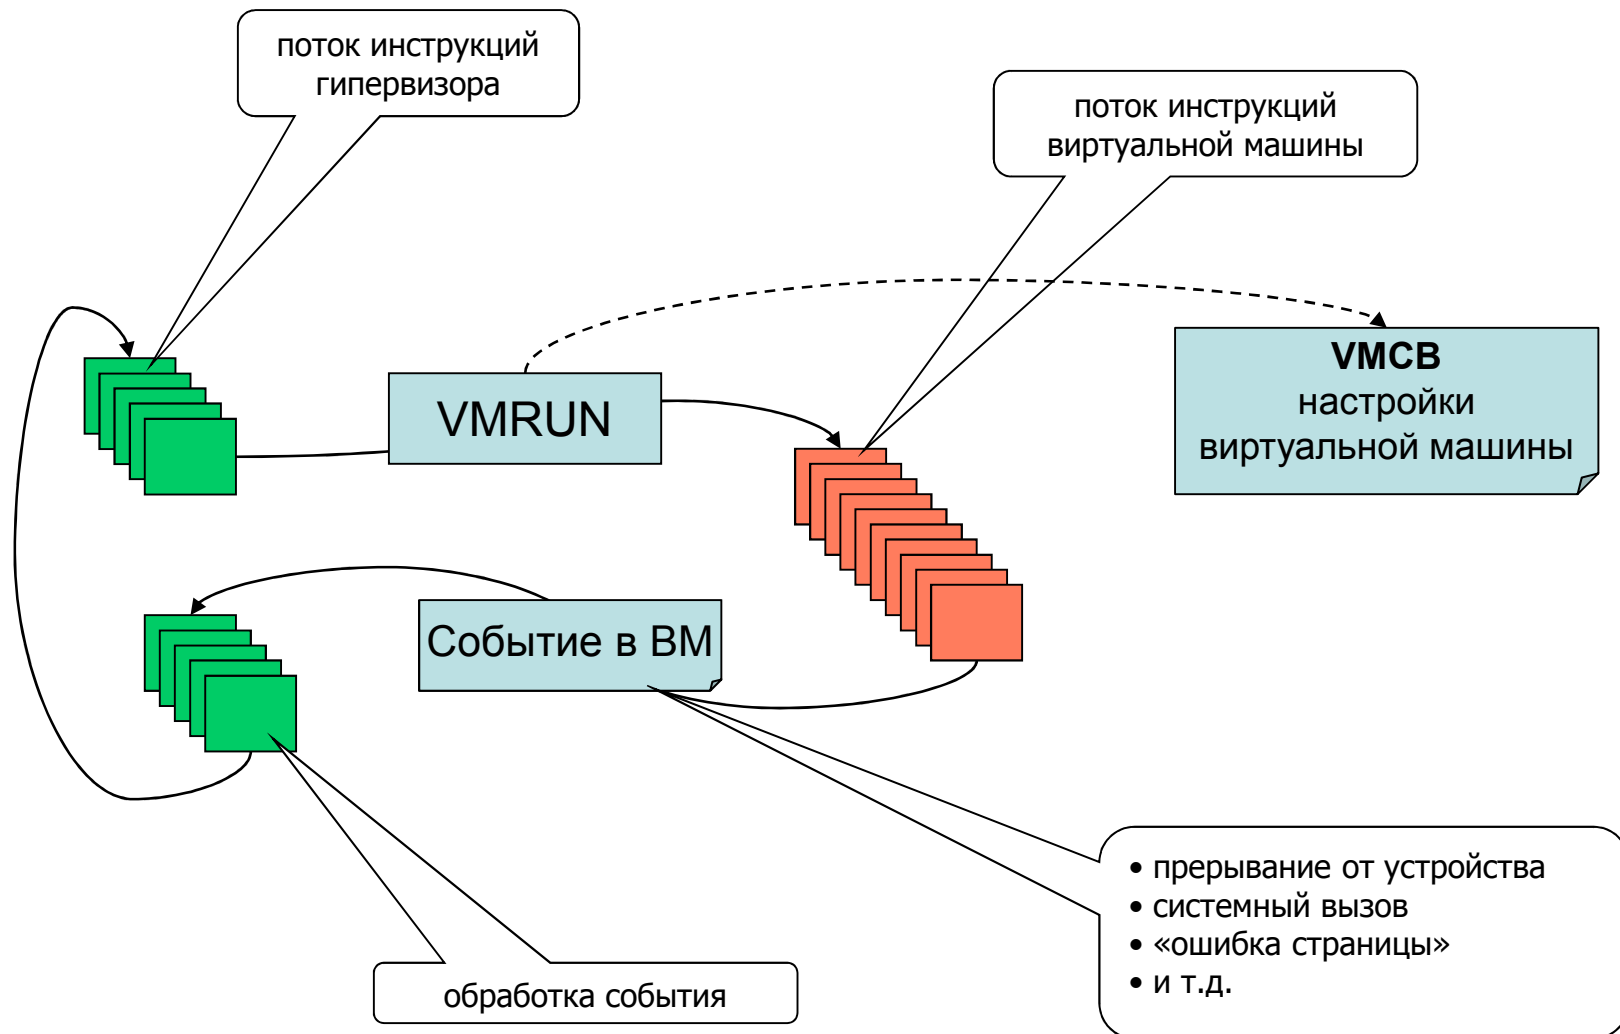 поток инструкций
гипервизора
поток инструкций
виртуальной машины
VMRUN
VMCB
настройки
виртуальной машины
Событие в ВМ
• прерывание от устройства
• системный вызов
• «ошибка страницы»
• и т.д.
обработка события